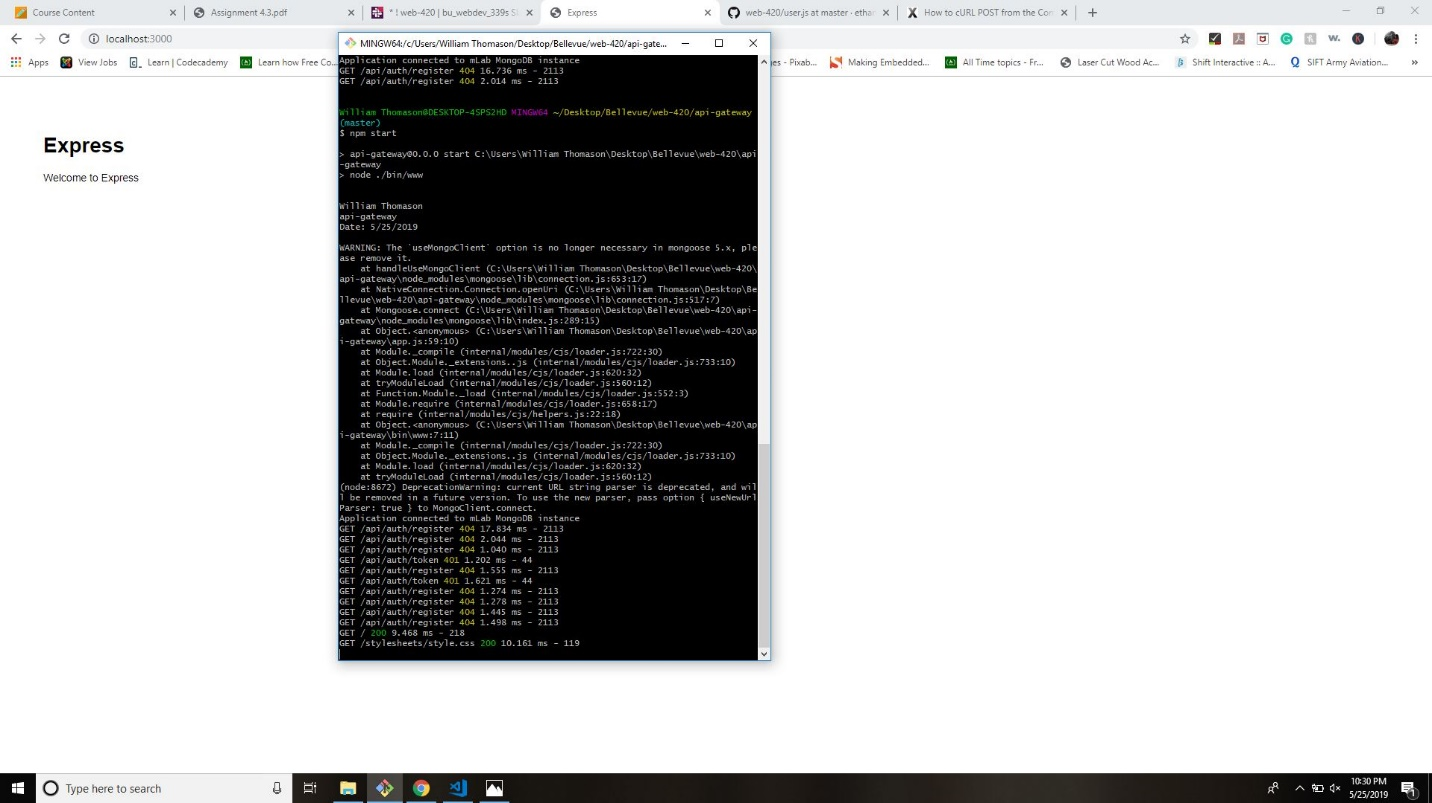 Course Content
Assignment 4.3.pdf
* ! web-420 | bu_webdev_339s Sl
Express
web-420/user.js at master · ethan
How to cURL POST from the Con
localhost:3000
Apps
View Jobs
Learn | Codecademy
Learn how Free Co...
es - Pixab...
Making Embedded...
All Time topics - Fr...
Laser Cut Wood Ac...
Shift Interactive :: A...
SIFT Army Aviation...
»
Express
Welcome to Express
MINGW64:/c/Users/William Thomason/Desktop/Bellevue/web-420/api-gate...
Application connected to mLab MongoDB instance
GET /api/auth/register 404 16.736 ms - 2113
GET /api/auth/register 404 2.014 ms - 2113
William Thomason@DESKTOP-4SPS2HD MINGW64 ~/Desktop/Bellevue/web-420/api-gateway
(master)
$ npm start
> api-gateway@0.0.0 start C:\Users\William Thomason\Desktop\Bellevue\web-420\api
-gateway
> node ./bin/www
William Thomason
api-gateway
Date: 5/25/2019
WARNING: The `useMongoClient` option is no longer necessary in mongoose 5.x, ple
ase remove it.
at handleUseMongoClient (C:\Users\William Thomason\Desktop\Bellevue\web-420\
api-gateway\node_modules\mongoose\lib\connection.js:653:17)
at NativeConnection.Connection.openUri (C:\Users\William Thomason\Desktop\Be
llevue\web-420\api-gateway\node_modules\mongoose\lib\connection.js:517:7)
at Mongoose.connect (C:\Users\William Thomason\Desktop\Bellevue\web-420\api-
gateway\node_modules\mongoose\lib\index.js:289:15)
at Object.<anonymous> (C:\Users\William Thomason\Desktop\Bellevue\web-420\ap
i-gateway\app.js:59:10)
at Module._compile (internal/modules/cjs/loader.js:722:30)
at Object.Module._extensions..js (internal/modules/cjs/loader.js:733:10)
at Module.load (internal/modules/cjs/loader.js:620:32)
at tryModuleLoad (internal/modules/cjs/loader.js:560:12)
at Function.Module._load (internal/modules/cjs/loader.js:552:3)
at Module.require (internal/modules/cjs/loader.js:658:17)
at require (internal/modules/cjs/helpers.js:22:18)
at Object.<anonymous> (C:\Users\William Thomason\Desktop\Bellevue\web-420\ap
i-gateway\bin\www:7:11)
at Module._compile (internal/modules/cjs/loader.js:722:30)
at Object.Module._extensions..js (internal/modules/cjs/loader.js:733:10)
at Module.load (internal/modules/cjs/loader.js:620:32)
at tryModuleLoad (internal/modules/cjs/loader.js:560:12)
(node:8672) DeprecationWarning: current URL string parser is deprecated, and wil
l be removed in a future version. To use the new parser, pass option { useNewUrl
Parser: true } to MongoClient.connect.
Application connected to mLab MongoDB instance
GET /api/auth/register 404 17.834 ms - 2113
GET /api/auth/register 404 2.044 ms - 2113
GET /api/auth/register 404 1.040 ms - 2113
GET /api/auth/token 401 1.202 ms - 44
GET /api/auth/register 404 1.555 ms - 2113
GET /api/auth/token 401 1.621 ms - 44
GET /api/auth/register 404 1.274 ms - 2113
GET /api/auth/register 404 1.278 ms - 2113
GET /api/auth/register 404 1.445 ms - 2113
GET /api/auth/register 404 1.498 ms - 2113
GET / 200 9.468 ms - 218
GET /stylesheets/style.css 200 10.161 ms - 119
Type here to search
10:30 PM
5/25/2019
1